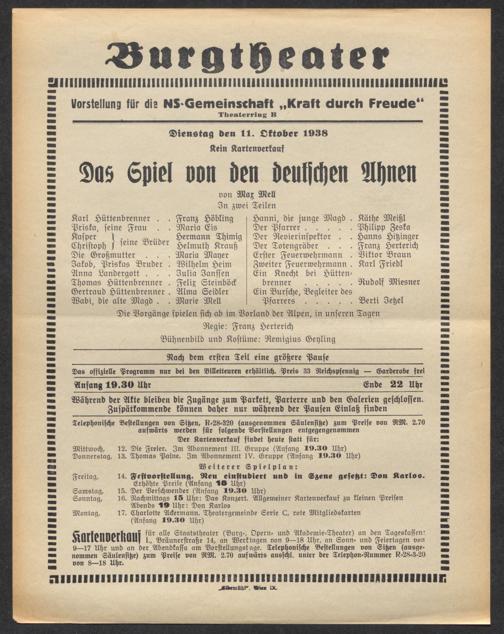 Burgtheater
Vorstellung für die NS-Gemeinschaft „Kraft durch Freude“
Theaterring B
Dienstag den 11. Oktober 1938
Kein Kartenverkauf
Das Spiel von den deutschen Ahnen
von Max Mell
In zwei Teilen
Karl Hüttenbrenner . . Franz Höbling
Priska, seine Frau . . Maria Eis
Kaspar } seine Brüder Hermann Thimig
Christoph } seine Brüder Helmuth Krauß
Die Großmutter . . . Maria Mayer
Jakob, Priskas Bruder . Wilhelm Heim
Anna Landergott . . . Julia Janssen
Thomas Hüttenbrenner . Felix Steinböck
Gertraud Hüttenbrenner . Alma Seidler
Wabi, die alte Magd . . Marie Mell
Hanni, die junge Magd . Käthe Meißl
Der Pfarrer . . . . . Philipp Zeska
Der Revierinspektor . . Hanns Hitzinger
Der Totengräber . . . Franz Herterich
Erster Feuerwehrmann . Viktor Braun
Zweiter Feuerwehrmann . Karl Friedl
Ein Knecht bei Hütten-
brenner . . . . . Rudolf Miesner
Ein Bursche, Begleiter des
Pfarrers . . . . . Berti Jetzel
Die Vorgänge spielen sich ab im Vorland der Alpen, in unseren Tagen
Regie: Franz Herterich
Bühnenbild und Kostüme: Remigius Geyling
Nach dem ersten Teil eine größere Pause
Das offizielle Programm nur bei den Billetteuren erhältlich. Preis 33 Reichspfennig — Garderobe frei
Anfang 19.30 Uhr Ende 22 Uhr
Während der Akte bleiben die Zugänge zum Parkett, Parterre und den Galerien geschlossen.
Zuspätkommende können daher nur während der Pausen Einlaß finden
Telephonische Bestellungen von Sitzen, R-28-320 (ausgenommen Säulensitze) zum Preise von RM. 2.70
aufwärts werden für folgende Vorstellungen entgegengenommen
Der Kartenverkauf findet heute statt für:
Mittwoch, 12. Die Freier. Im Abonnement III. Gruppe (Anfang 19.30 Uhr)
Donnerstag, 13. Thomas Paine. Im Abonnement IV. Gruppe (Anfang 19.30 Uhr)
Weiterer Spielplan:
Freitag, 14. Festvorstellung. Neu einstudiert und in Szene gesetzt: Don Karlos.
Erhöhte Preise (Anfang 18 Uhr)
Samstag, 15. Der Verschwender (Anfang 19.30 Uhr)
Sonntag, 16. Nachmittags 15 Uhr: Das Konzert. Allgemeiner Kartenverkauf zu kleinen Preisen
Abends 19 Uhr: Don Karlos
Montag, 17. Charlotte Ackermann. Theatergemeinde Serie C, rote Mitgliedskarten
(Anfang 19.30 Uhr)
Kartenverkauf für alle Staatstheater (Burg-, Opern- und Akademie-Theater) an den Tageskassen:
I., Bräunerstraße 14, an Werktagen von 9—18 Uhr, an Sonn- und Feiertagen von
9—17 Uhr und an der Abendkassa am Vorstellungstage. Telephonische Bestellungen von Sitzen (ausge-
nommen Säulensitze) zum Preise von RM. 2.70 aufwärts ausschl. unter der Telephon-Nummer R-28-3-20
von 8—18 Uhr.
„Elbemühl“, Wien IX.